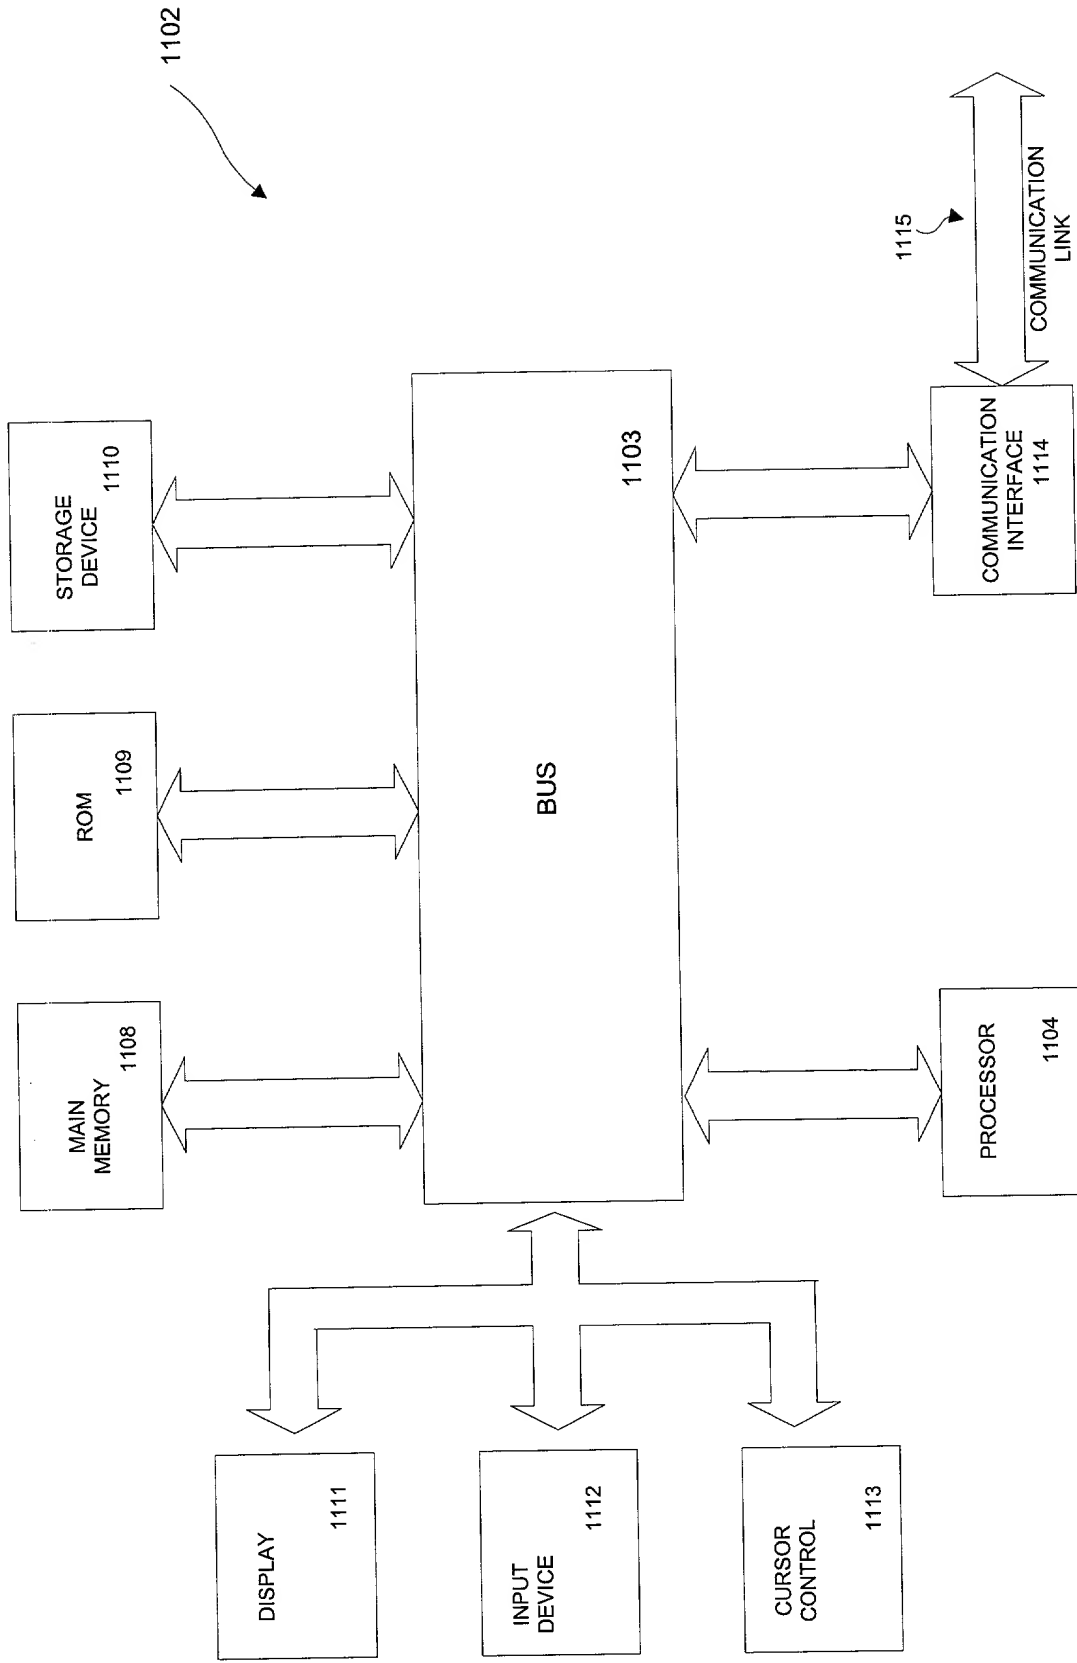 1102
MAIN
MEMORY
1108
ROM
1109
STORAGE
DEVICE
1110
DISPLAY
1111
INPUT
DEVICE
1112
CURSOR
CONTROL
1113
BUS
1103
1115
COMMUNICATION
LINK
PROCESSOR
1104
COMMUNICATION
INTERFACE
1114